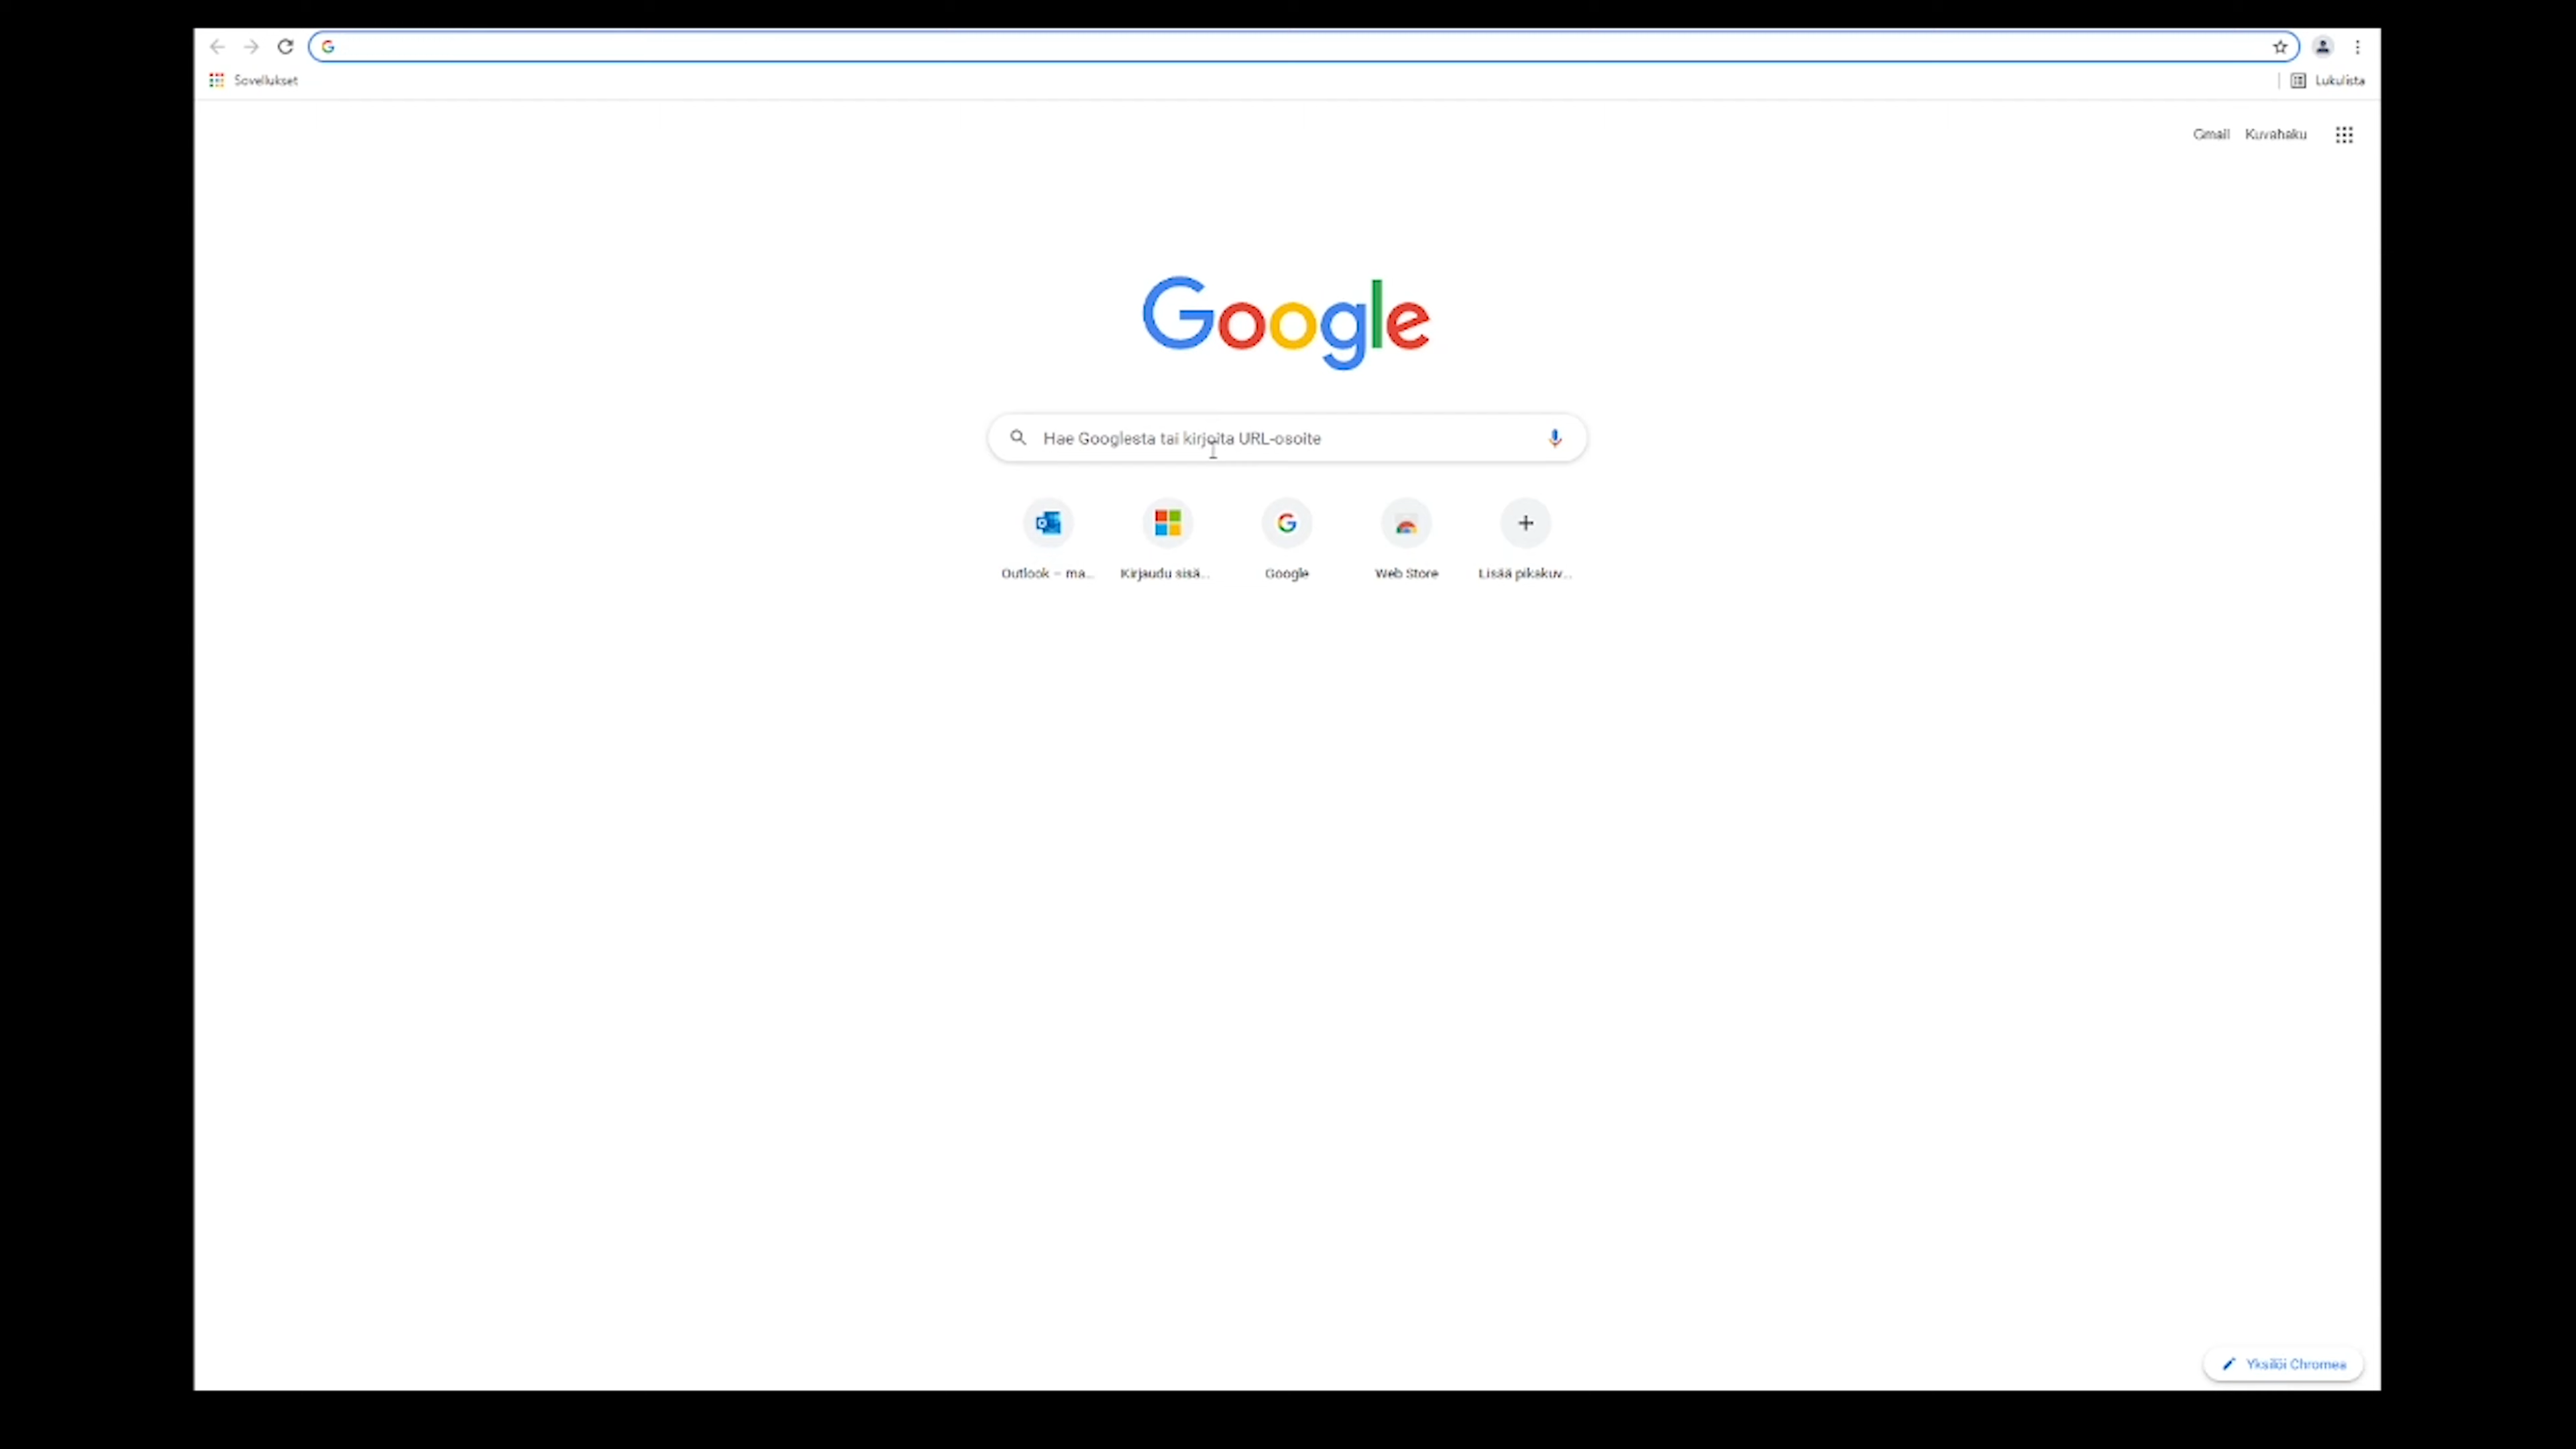 Sovellukset
Lukulista
Gmail Kuvahaku
Google
Hae Googlesta tai kirjoita URL-osoite
Outlook – ma... Kirjaudu sisä... Google Web Store Lisää pikakuv...
Yksilöi Chromea